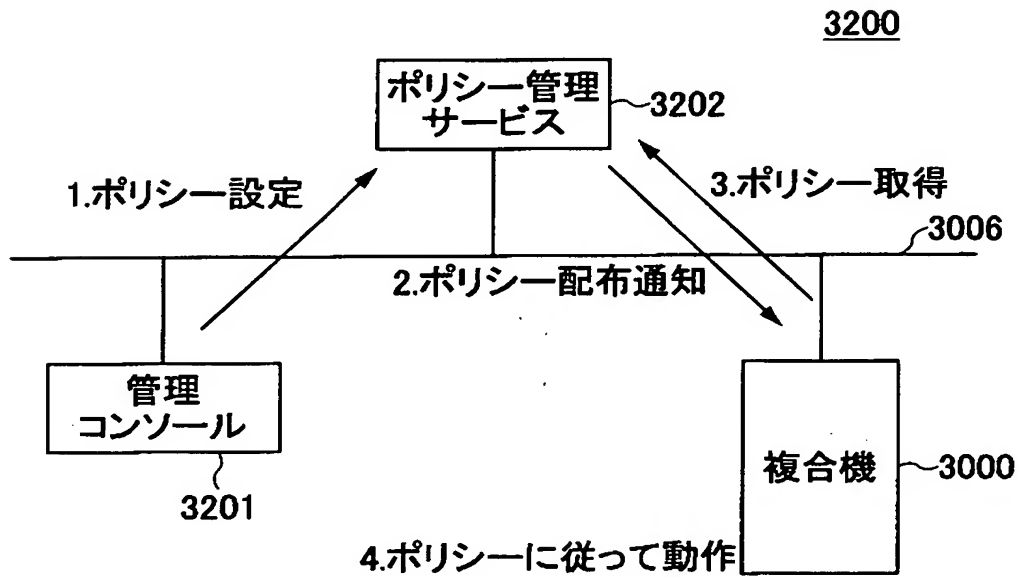 3200
ポリシー管理
サービス
3202
1.ポリシー設定
3.ポリシー取得
3006
2.ポリシー配布通知
管理
コンソール
3201
複合機
3000
4.ポリシーに従って動作